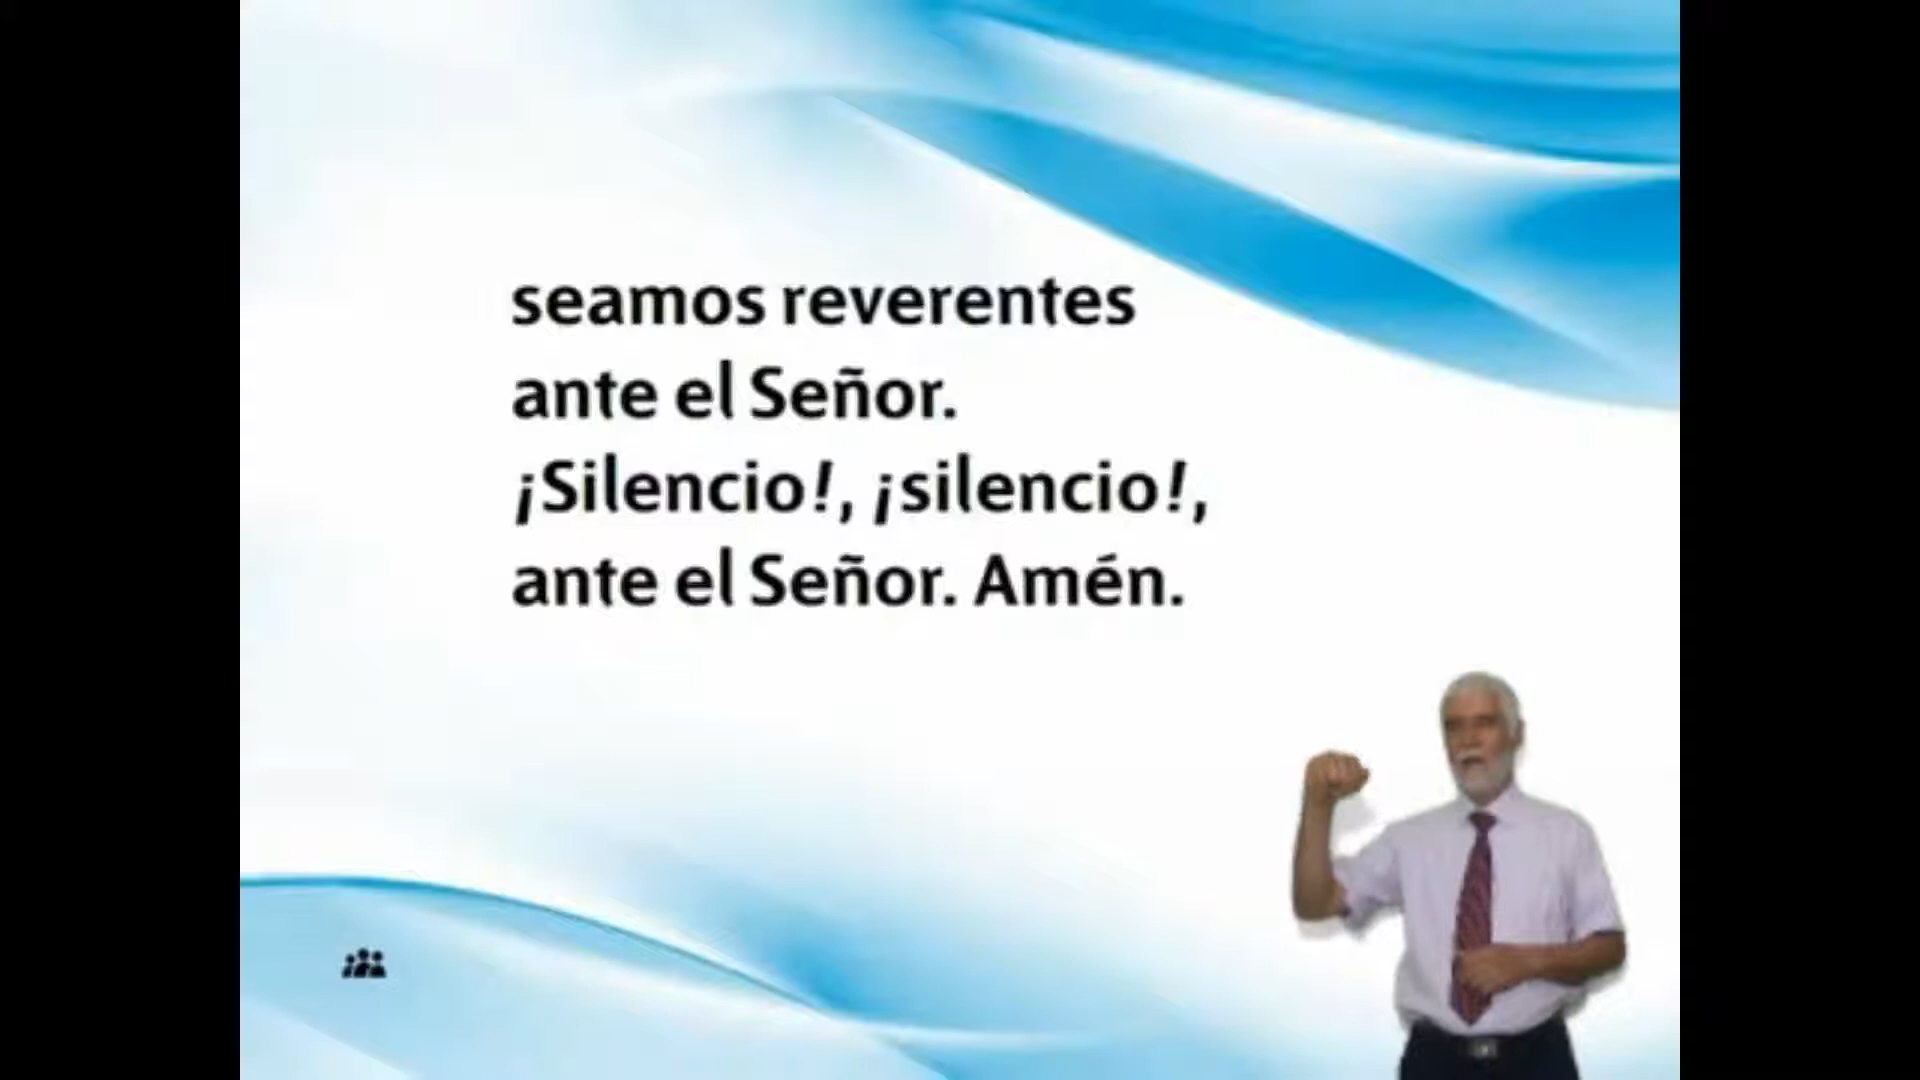 seamos reverentes
ante el Señor.
¡Silencio!, ¡silencio!,
ante el Señor. Amén.